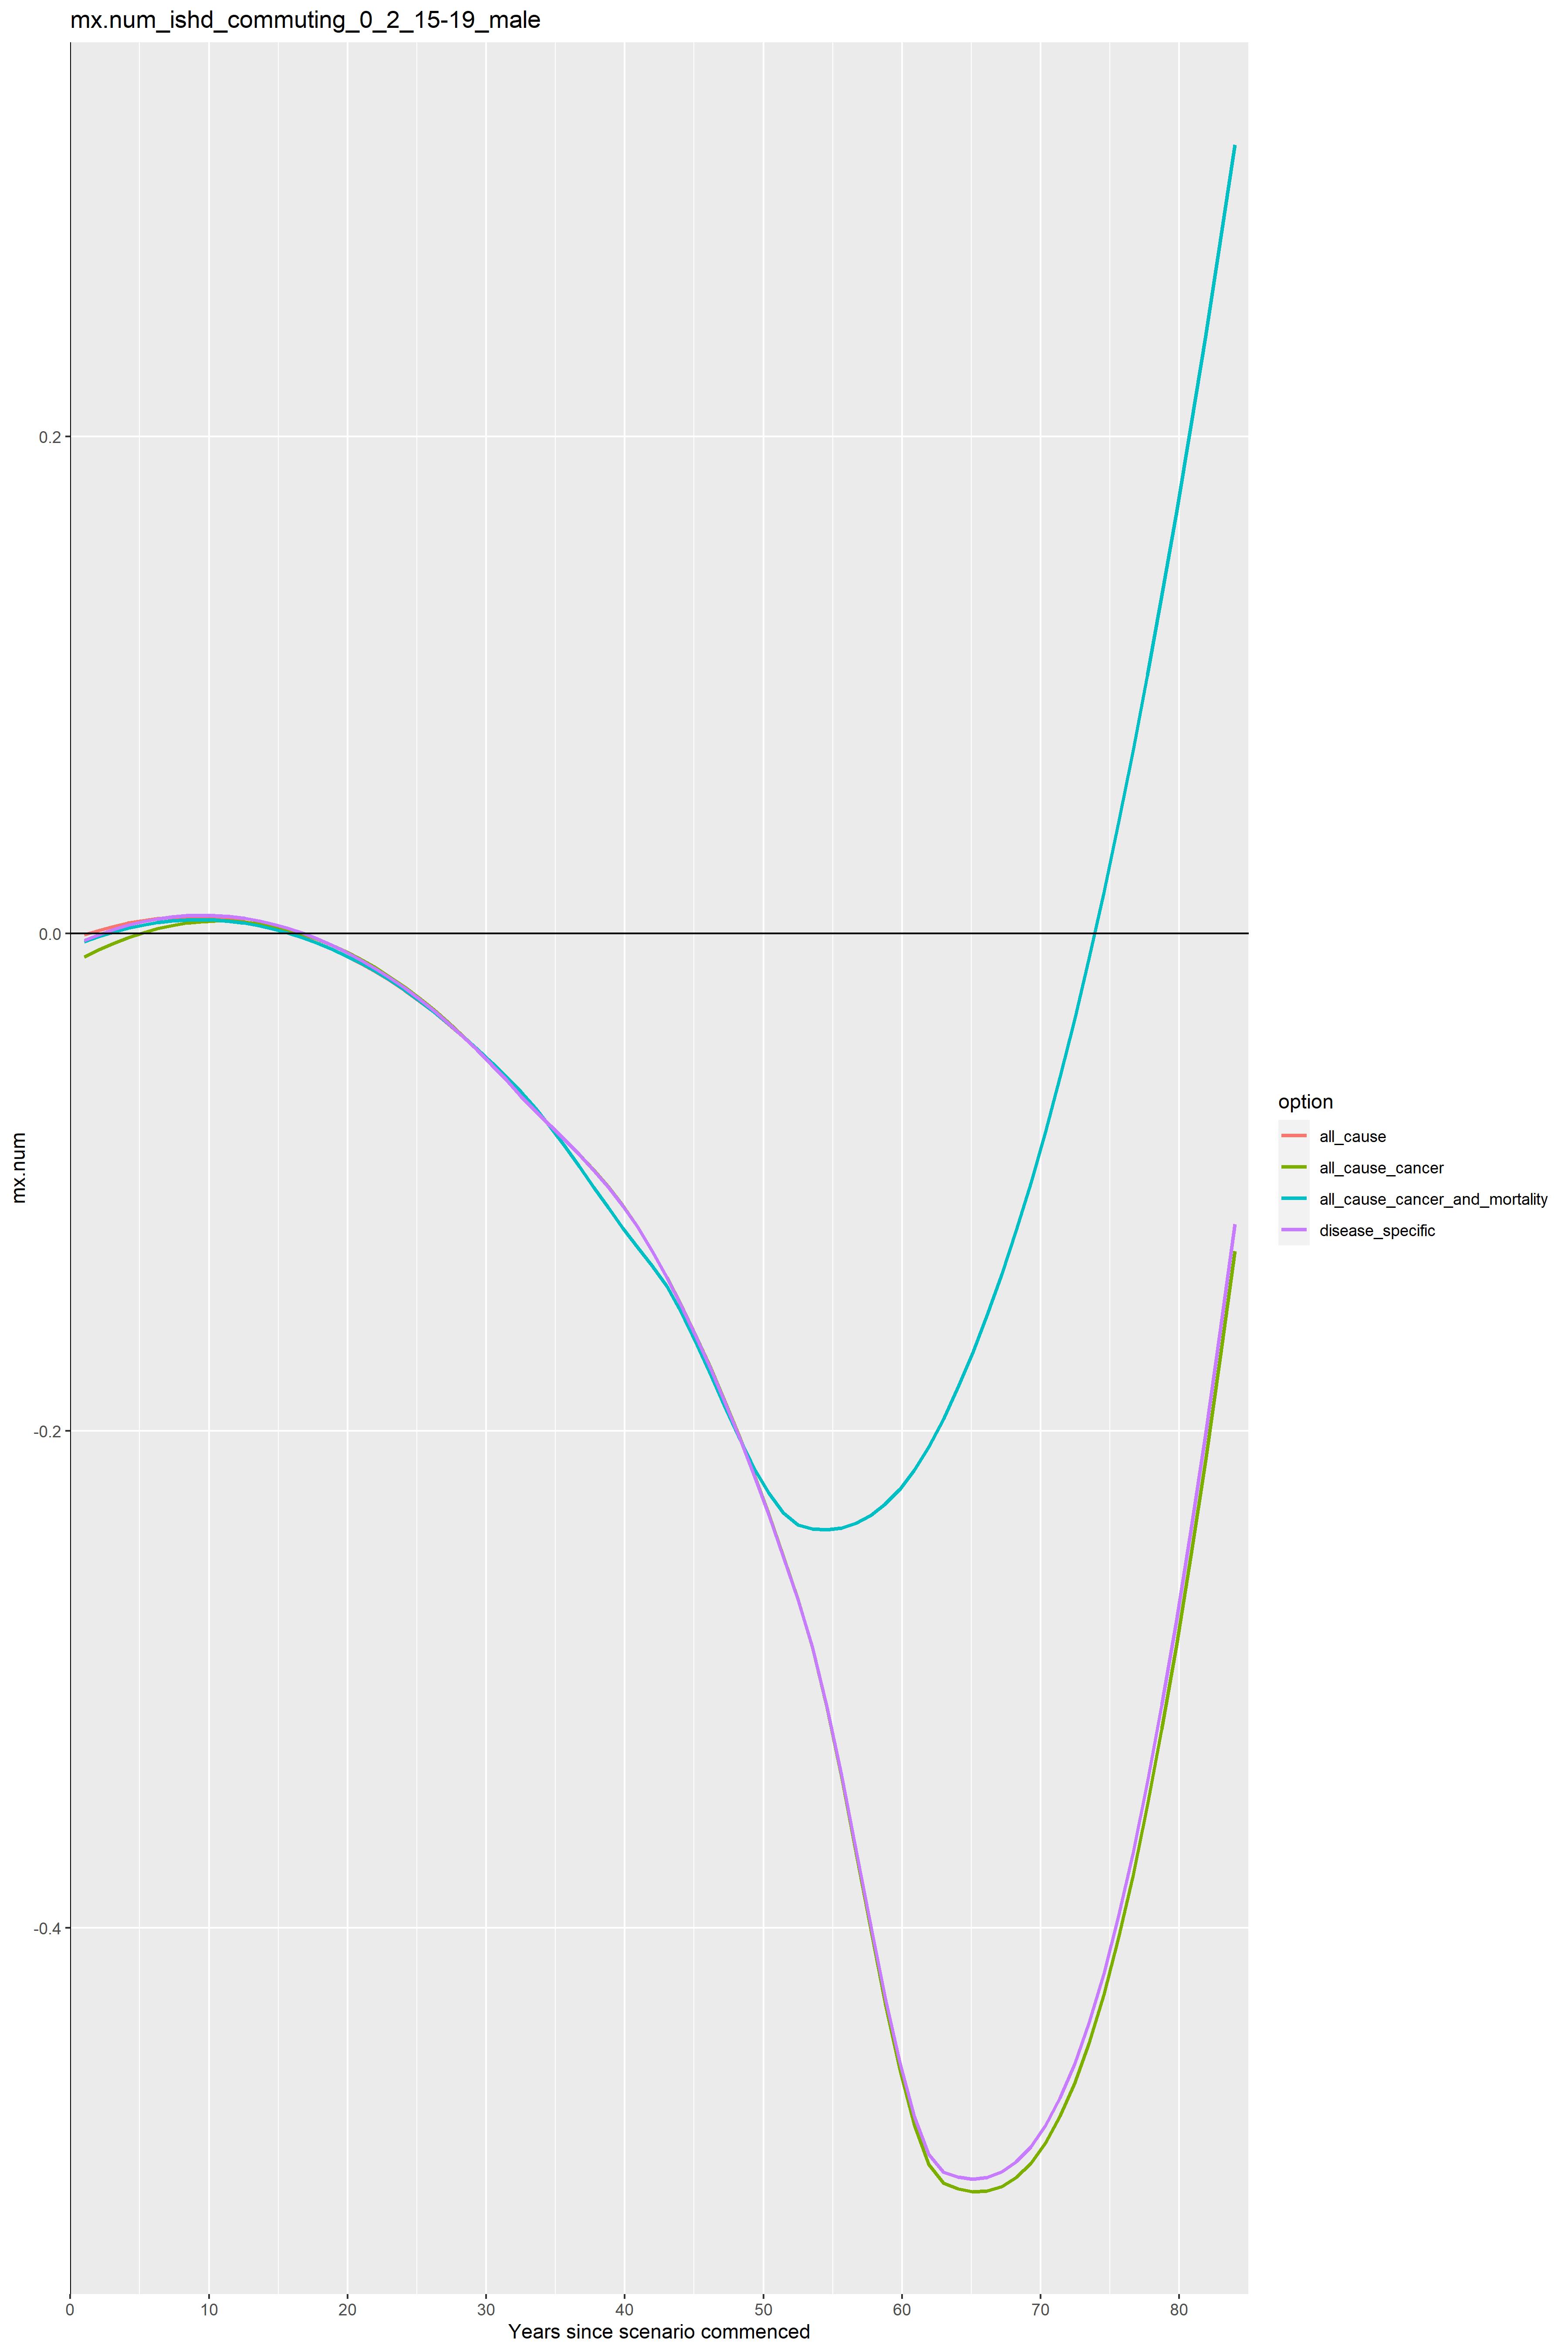 mx.num_ishd_commuting_0_2_15-19_male
0.2
0.0
-0.2
-0.4
mx.num
0 10 20 30 40 50 60 70 80
Years since scenario commenced
option
all_cause
all_cause_cancer
all_cause_cancer_and_mortality
disease_specific